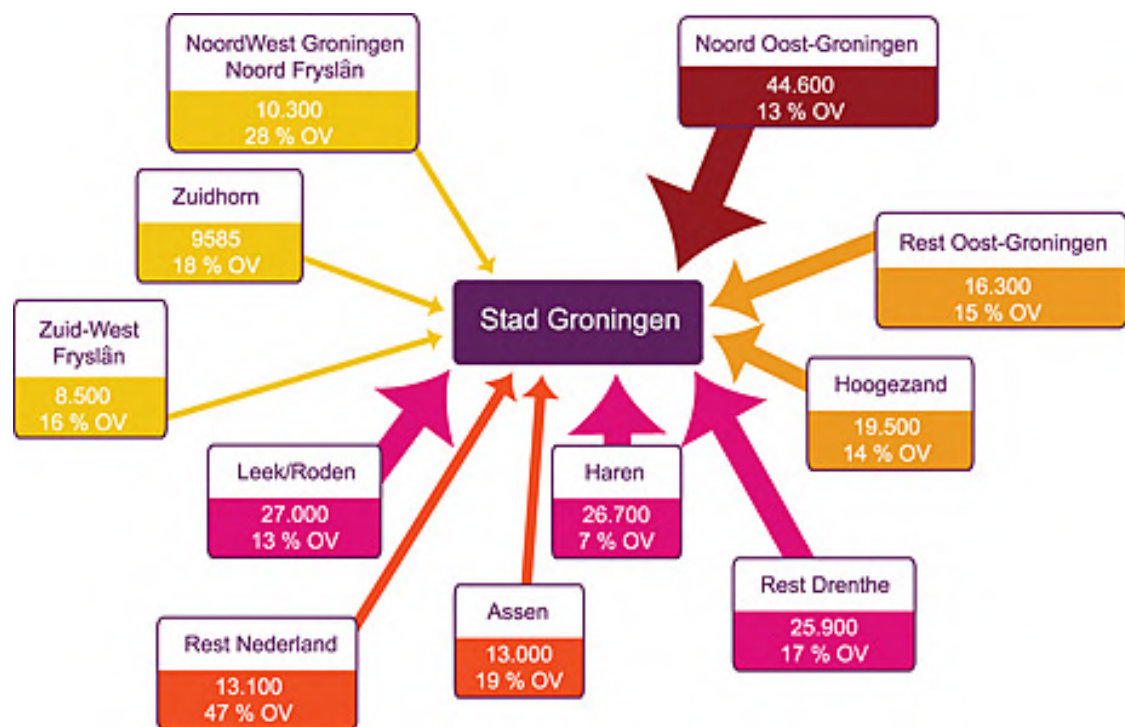 NoordWest Groningen
Noord Fryslân
10.300
28 % OV
Noord Oost-Groningen
44.600
13 % OV
Zuidhorn
9585
18 % OV
Rest Oost-Groningen
16.300
15 % OV
Stad Groningen
Zuid-West
Fryslân
8.500
16 % OV
Hoogezand
19.500
14 % OV
Leek/Roden
27.000
13 % OV
Haren
26.700
7 % OV
Rest Drenthe
25.900
17 % OV
Assen
13.000
19 % OV
Rest Nederland
13.100
47 % OV